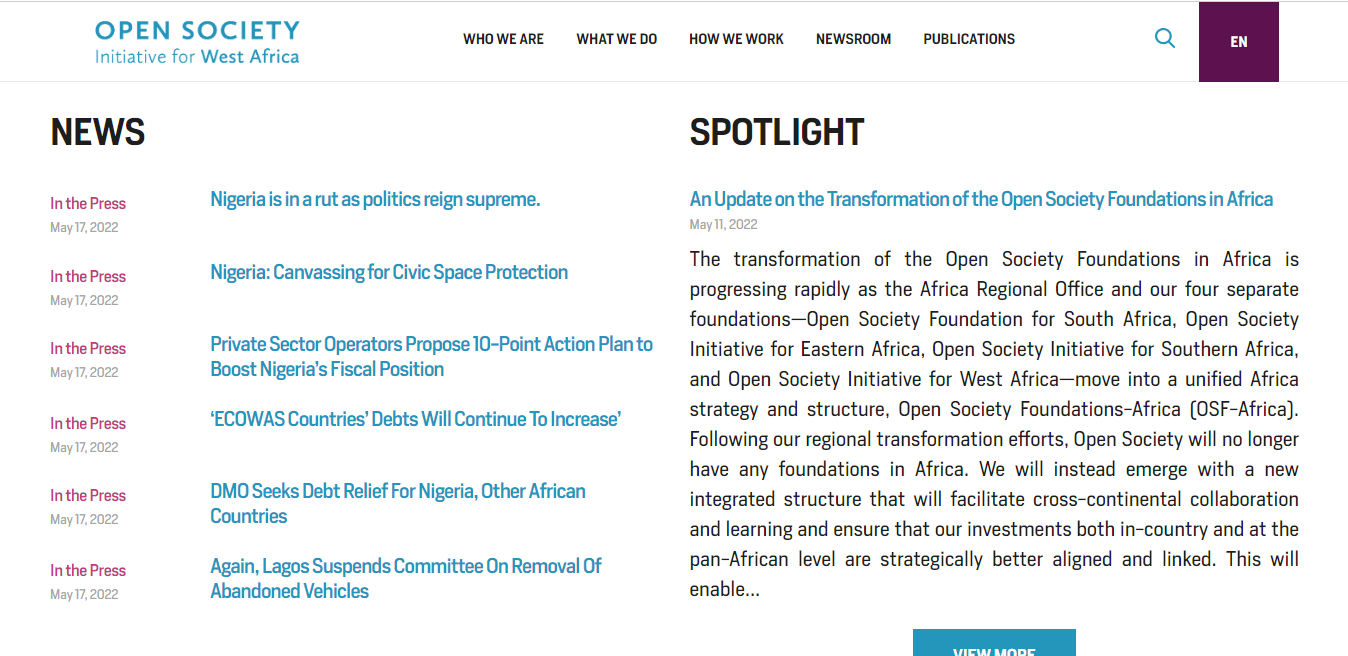 OPEN SOCIETY
Initiative for West Africa
WHO WE ARE
WHAT WE DO
HOW WE WORK
NEWSROOM
PUBLICATIONS
EN
NEWS
In the Press
May 17, 2022
Nigeria is in a rut as politics reign supreme.
In the Press
May 17, 2022
Nigeria: Canvassing for Civic Space Protection
In the Press
May 17, 2022
Private Sector Operators Propose 10-Point Action Plan to
Boost Nigeria's Fiscal Position
In the Press
May 17, 2022
‘ECOWAS Countries’ Debts Will Continue To Increase’
In the Press
May 17, 2022
DMO Seeks Debt Relief For Nigeria, Other African
Countries
In the Press
May 17, 2022
Again, Lagos Suspends Committee On Removal Of
Abandoned Vehicles
SPOTLIGHT
An Update on the Transformation of the Open Society Foundations in Africa
May 11, 2022
The transformation of the Open Society Foundations in Africa is
progressing rapidly as the Africa Regional Office and our four separate
foundations—Open Society Foundation for South Africa, Open Society
Initiative for Eastern Africa, Open Society Initiative for Southern Africa,
and Open Society Initiative for West Africa—move into a unified Africa
strategy and structure, Open Society Foundations-Africa (OSF-Africa).
Following our regional transformation efforts, Open Society will no longer
have any foundations in Africa. We will instead emerge with a new
integrated structure that will facilitate cross-continental collaboration
and learning and ensure that our investments both in-country and at the
pan-African level are strategically better aligned and linked. This will
enable...
VIEW MORE